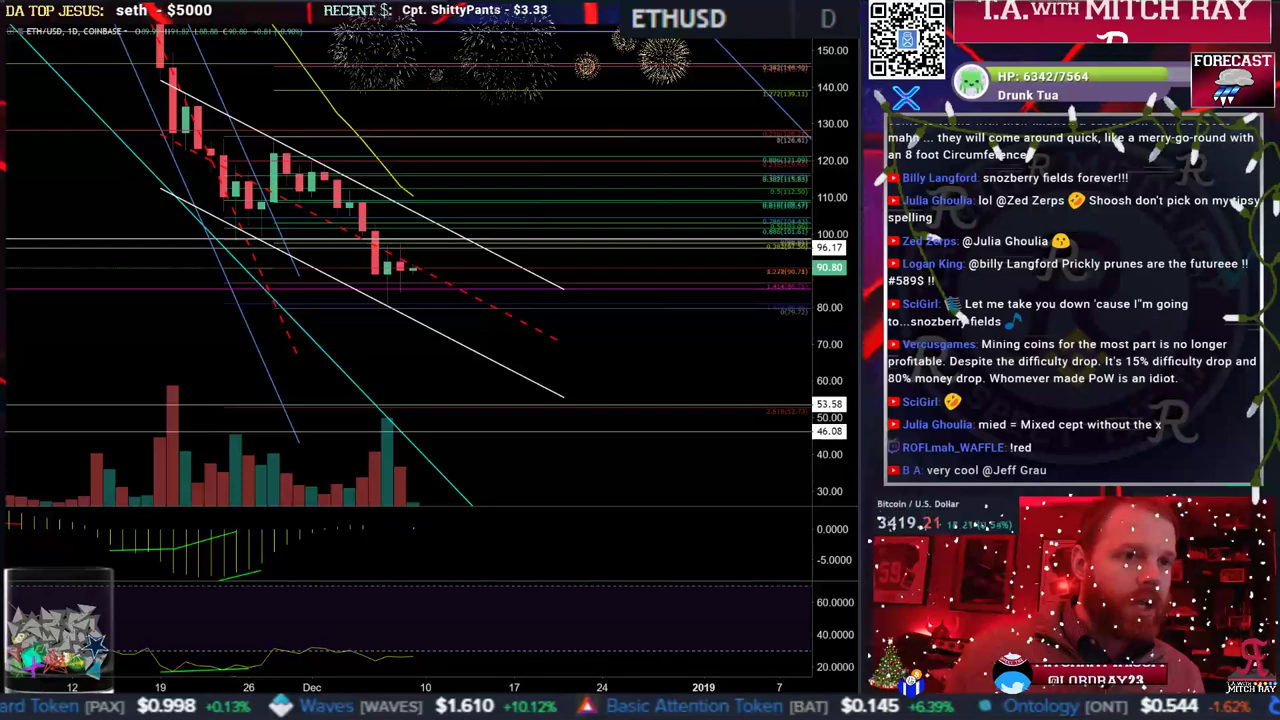 DA TOP JESUS: seth - $5000
RECENT $: Cpt. ShittyPants - $3.33
ETHUSD
D
T.A. WITH MITCH RAY
ETH/USD, 1D, COINBASE
HP: 6342/7564
Drunk Tua
FORECAST
150.00
140.00
130.00
120.00
110.00
100.00
96.17
90.80
80.00
70.00
60.00
53.58
50.00
46.08
40.00
30.00
0.0000
-5.0000
60.0000
40.0000
20.0000
12
19
26
Dec
10
17
24
2019
7
mahn ... they will come around quick, like a merry-go-round with
an 8 foot Circumference
Billy Langford: snozberry fields forever!!!
Julia Ghoulia: lol @Zed Zerps 🤣 Shoosh don't pick on my tipsy
spelling
Zed Zerps: @Julia Ghoulia 😗
Logan King: @billy Langford Prickly prunes are the futureee !!
#589$ !!
SciGirl: Let me take you down 'cause I"m going
to...snozberry fields 🎵
Vercusgames: Mining coins for the most part is no longer
profitable. Despite the difficulty drop. It's 15% difficulty drop and
80% money drop. Whomever made PoW is an idiot.
SciGirl: 🤣
Julia Ghoulia: mied = Mixed cept without the x
ROFLmah_WAFFLE: !red
B A: very cool @Jeff Grau
Bitcoin / U.S. Dollar
3419.21
@LORDRAY23
T.A. WITH
MITCH RAY
ard Token [PAX] $0.998 +0.13%
Waves [WAVES] $1.610 +10.12%
Basic Attention Token [BAT] $0.145 +6.39%
Ontology [ONT] $0.544 -1.62%